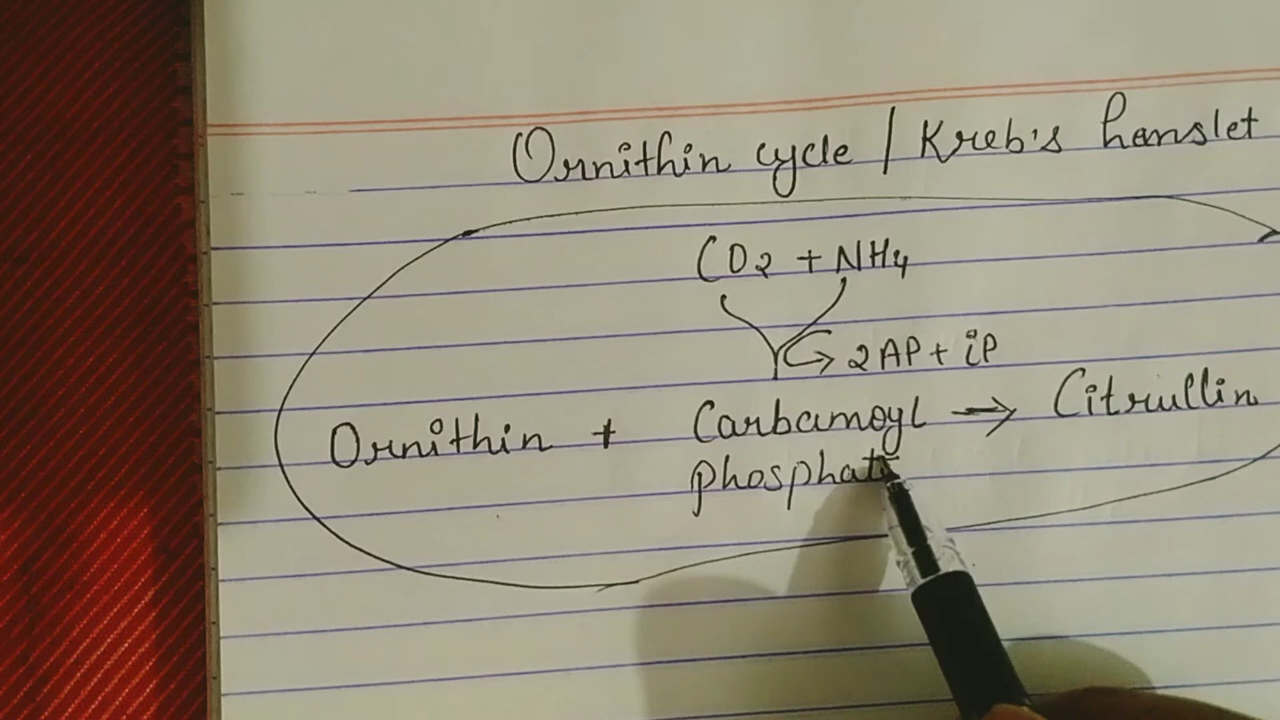 Ornithin cycle / Kreb's hanslet
CO2 + NH4
2AP + iP
Ornithin + Carbamoyl → Citrullin
phosphate